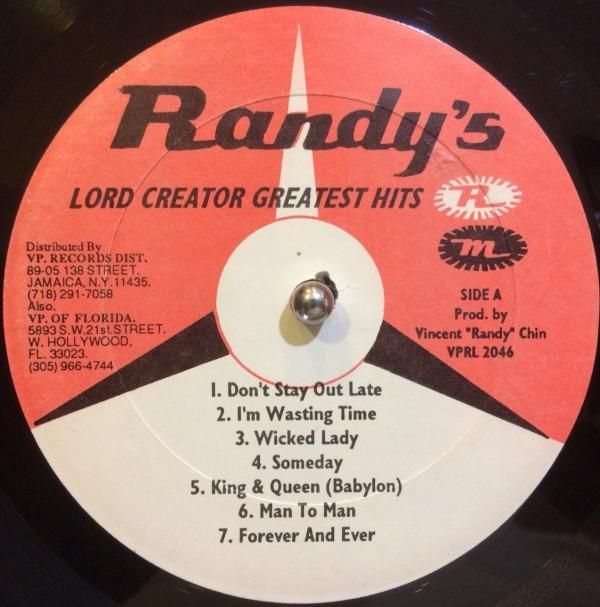 Randy's
LORD CREATOR GREATEST HITS
R
m
Distributed By
VP. RECORDS DIST.
89-05 138 STREET.
JAMAICA, N.Y. 11435.
(718) 291-7058
Also.
VP. OF FLORIDA.
5893 S.W. 21st. STREET,
W. HOLLYWOOD,
FL. 33023.
(305) 966-4744
SIDE A
Prod. by
Vincent "Randy" Chin
VPRL 2046
1. Don't Stay Out Late
2. I'm Wasting Time
3. Wicked Lady
4. Someday
5. King & Queen (Babylon)
6. Man To Man
7. Forever And Ever